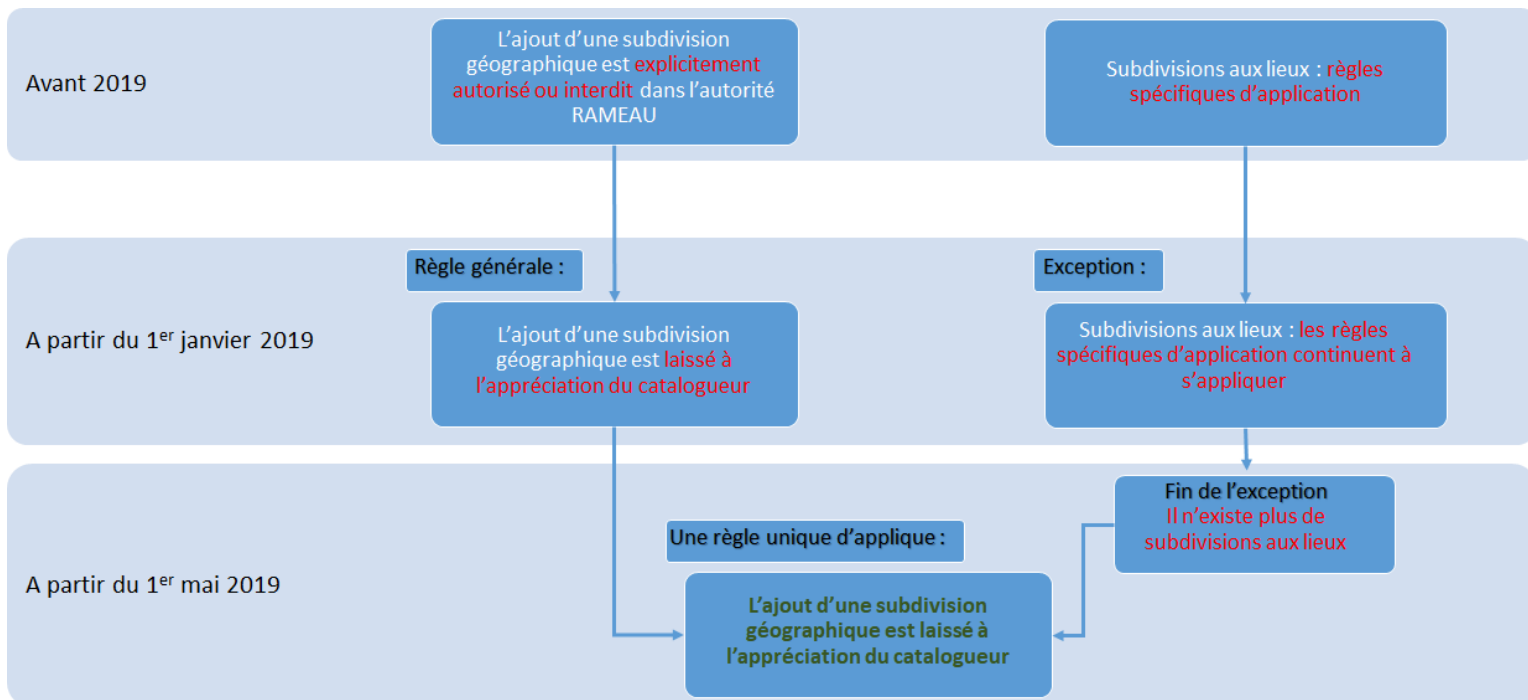 Avant 2019
L'ajout d'une subdivision
géographique est explicitement
autorisé ou interdit dans l'autorité
RAMEAU
Subdivisions aux lieux : règles
spécifiques d'application
A partir du 1er janvier 2019
Règle générale :
L'ajout d'une subdivision
géographique est laissé à
l'appréciation du catalogueur
Exception :
Subdivisions aux lieux : les règles
spécifiques d'application continuent à
s'appliquer
A partir du 1er mai 2019
Fin de l'exception
Il n'existe plus de
subdivisions aux lieux
Une règle unique d'applique :
L'ajout d'une subdivision
géographique est laissé à
l'appréciation du catalogueur